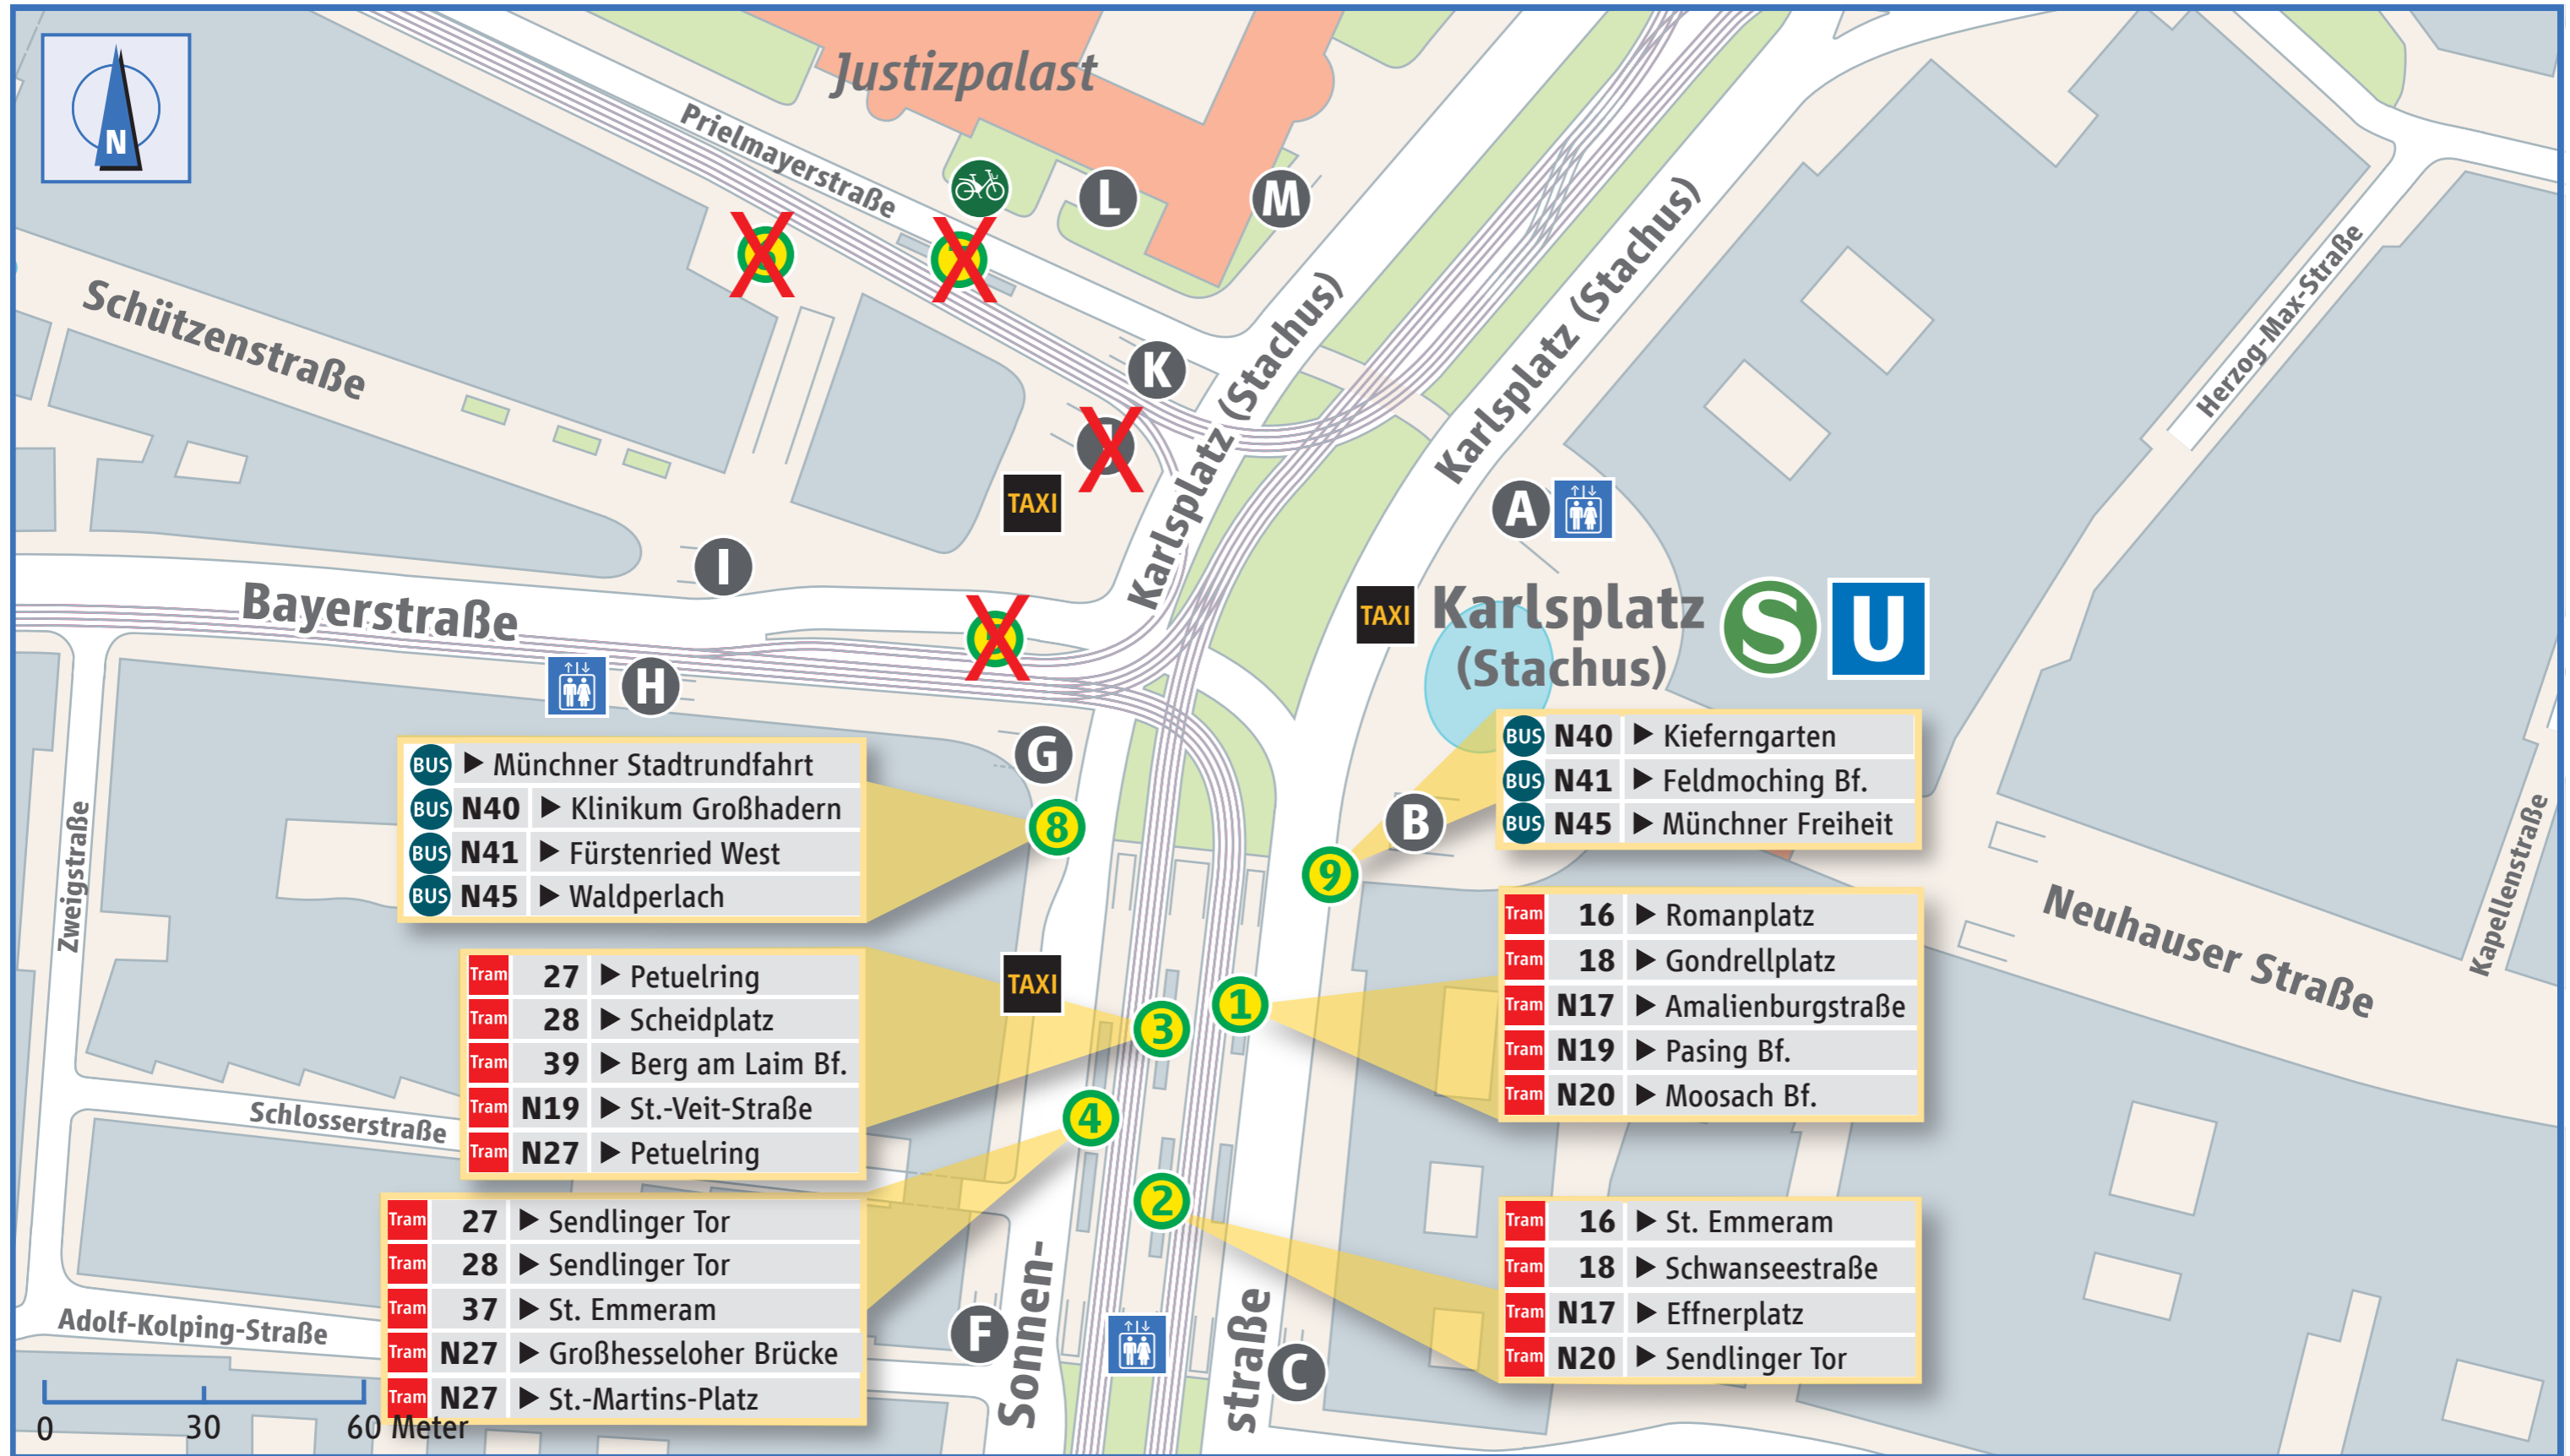 N
Justizpalast
Prielmayerstraße
L
M
Schützenstraße
K
Karlsplatz (Stachus)
Karlsplatz (Stachus)
Herzog-Max-Straße
TAXI
A
I
Bayerstraße
TAXI
Karlsplatz
(Stachus)
S
U
H
G
BUS ▶ Münchner Stadtrundfahrt
BUS N40 ▶ Klinikum Großhadern
BUS N41 ▶ Fürstenried West
BUS N45 ▶ Waldperlach
8
BUS N40 ▶ Kieferngarten
BUS N41 ▶ Feldmoching Bf.
BUS N45 ▶ Münchner Freiheit
B
9
Zweigstraße
Neuhauser Straße
Kapellenstraße
TAXI
Tram 27 ▶ Petuelring
Tram 28 ▶ Scheidplatz
Tram 39 ▶ Berg am Laim Bf.
Tram N19 ▶ St.-Veit-Straße
Tram N27 ▶ Petuelring
3
1
Tram 16 ▶ Romanplatz
Tram 18 ▶ Gondrellplatz
Tram N17 ▶ Amalienburgstraße
Tram N19 ▶ Pasing Bf.
Tram N20 ▶ Moosach Bf.
Schlosserstraße
4
2
Tram 27 ▶ Sendlinger Tor
Tram 28 ▶ Sendlinger Tor
Tram 37 ▶ St. Emmeram
Tram N27 ▶ Großhesseloher Brücke
Tram N27 ▶ St.-Martins-Platz
Tram 16 ▶ St. Emmeram
Tram 18 ▶ Schwanseestraße
Tram N17 ▶ Effnerplatz
Tram N20 ▶ Sendlinger Tor
Adolf-Kolping-Straße
F
Sonnen-
straße
C
0 30 60 Meter